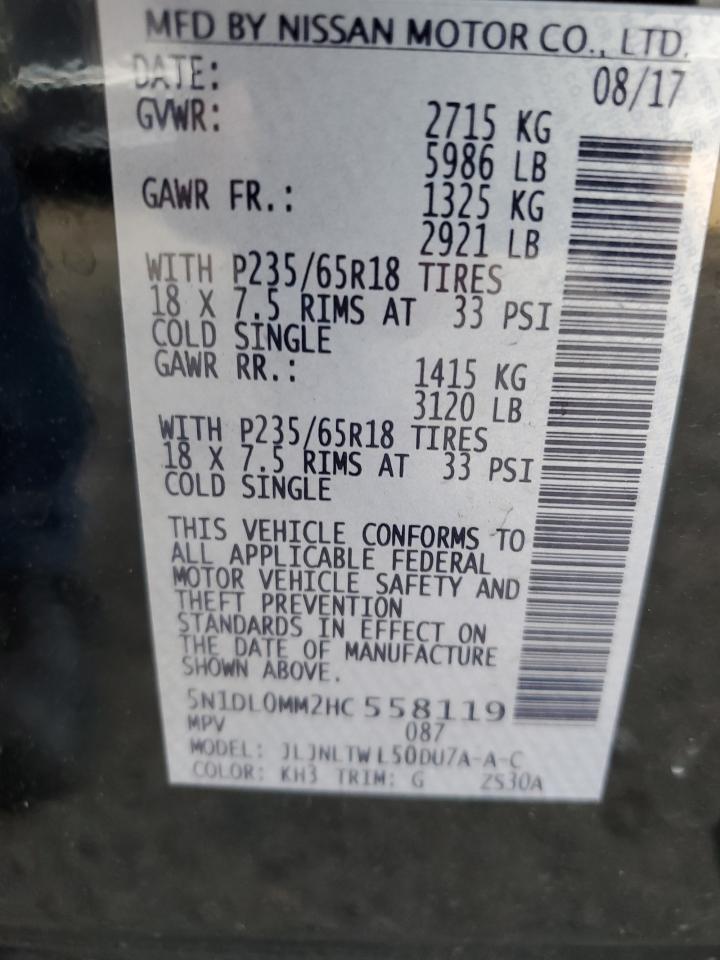 MFD BY NISSAN MOTOR CO., LTD.
DATE: 08/17
GVWR: 2715 KG
5986 LB
GAWR FR.: 1325 KG
2921 LB
WITH P235/65R18 TIRES
18 X 7.5 RIMS AT 33 PSI
COLD SINGLE
GAWR RR.: 1415 KG
3120 LB
WITH P235/65R18 TIRES
18 X 7.5 RIMS AT 33 PSI
COLD SINGLE
THIS VEHICLE CONFORMS TO
ALL APPLICABLE FEDERAL
MOTOR VEHICLE SAFETY AND
THEFT PREVENTION
STANDARDS IN EFFECT ON
THE DATE OF MANUFACTURE
SHOWN ABOVE.
5N1DL0MM2HC558119
MPV 087
MODEL: JLJNLTWL50DU7A-A-C
COLOR: KH3 TRIM: G ZS30A